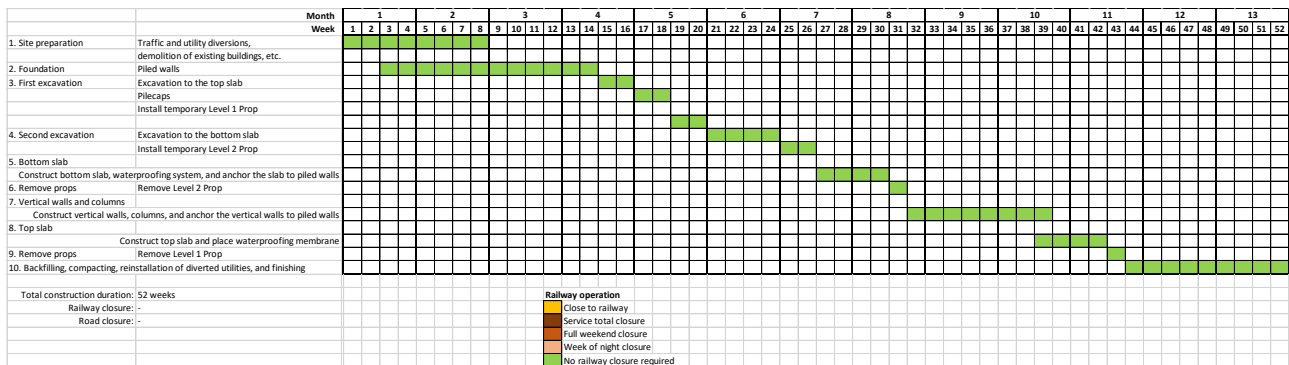 Month 1 2 3 4 5 6 7 8 9 10 11 12 13
Week 1 2 3 4 5 6 7 8 9 10 11 12 13 14 15 16 17 18 19 20 21 22 23 24 25 26 27 28 29 30 31 32 33 34 35 36 37 38 39 40 41 42 43 44 45 46 47 48 49 50 51 52
1. Site preparation Traffic and utility diversions,
demolition of existing buildings, etc.
2. Foundation Piled walls
3. First excavation Excavation to the top slab
Pilecaps
Install temporary Level 1 Prop
4. Second excavation Excavation to the bottom slab
Install temporary Level 2 Prop
5. Bottom slab
Construct bottom slab, waterproofing system, and anchor the slab to piled walls
6. Remove props Remove Level 2 Prop
7. Vertical walls and columns
Construct vertical walls, columns, and anchor the vertical walls to piled walls
8. Top slab
Construct top slab and place waterproofing membrane
9. Remove props Remove Level 1 Prop
10. Backfilling, compacting, reinstallation of diverted utilities, and finishing
Total construction duration: 52 weeks Railway operation
Railway closure: - Close to railway
Road closure: - Service total closure
Full weekend closure
Week of night closure
No railway closure required